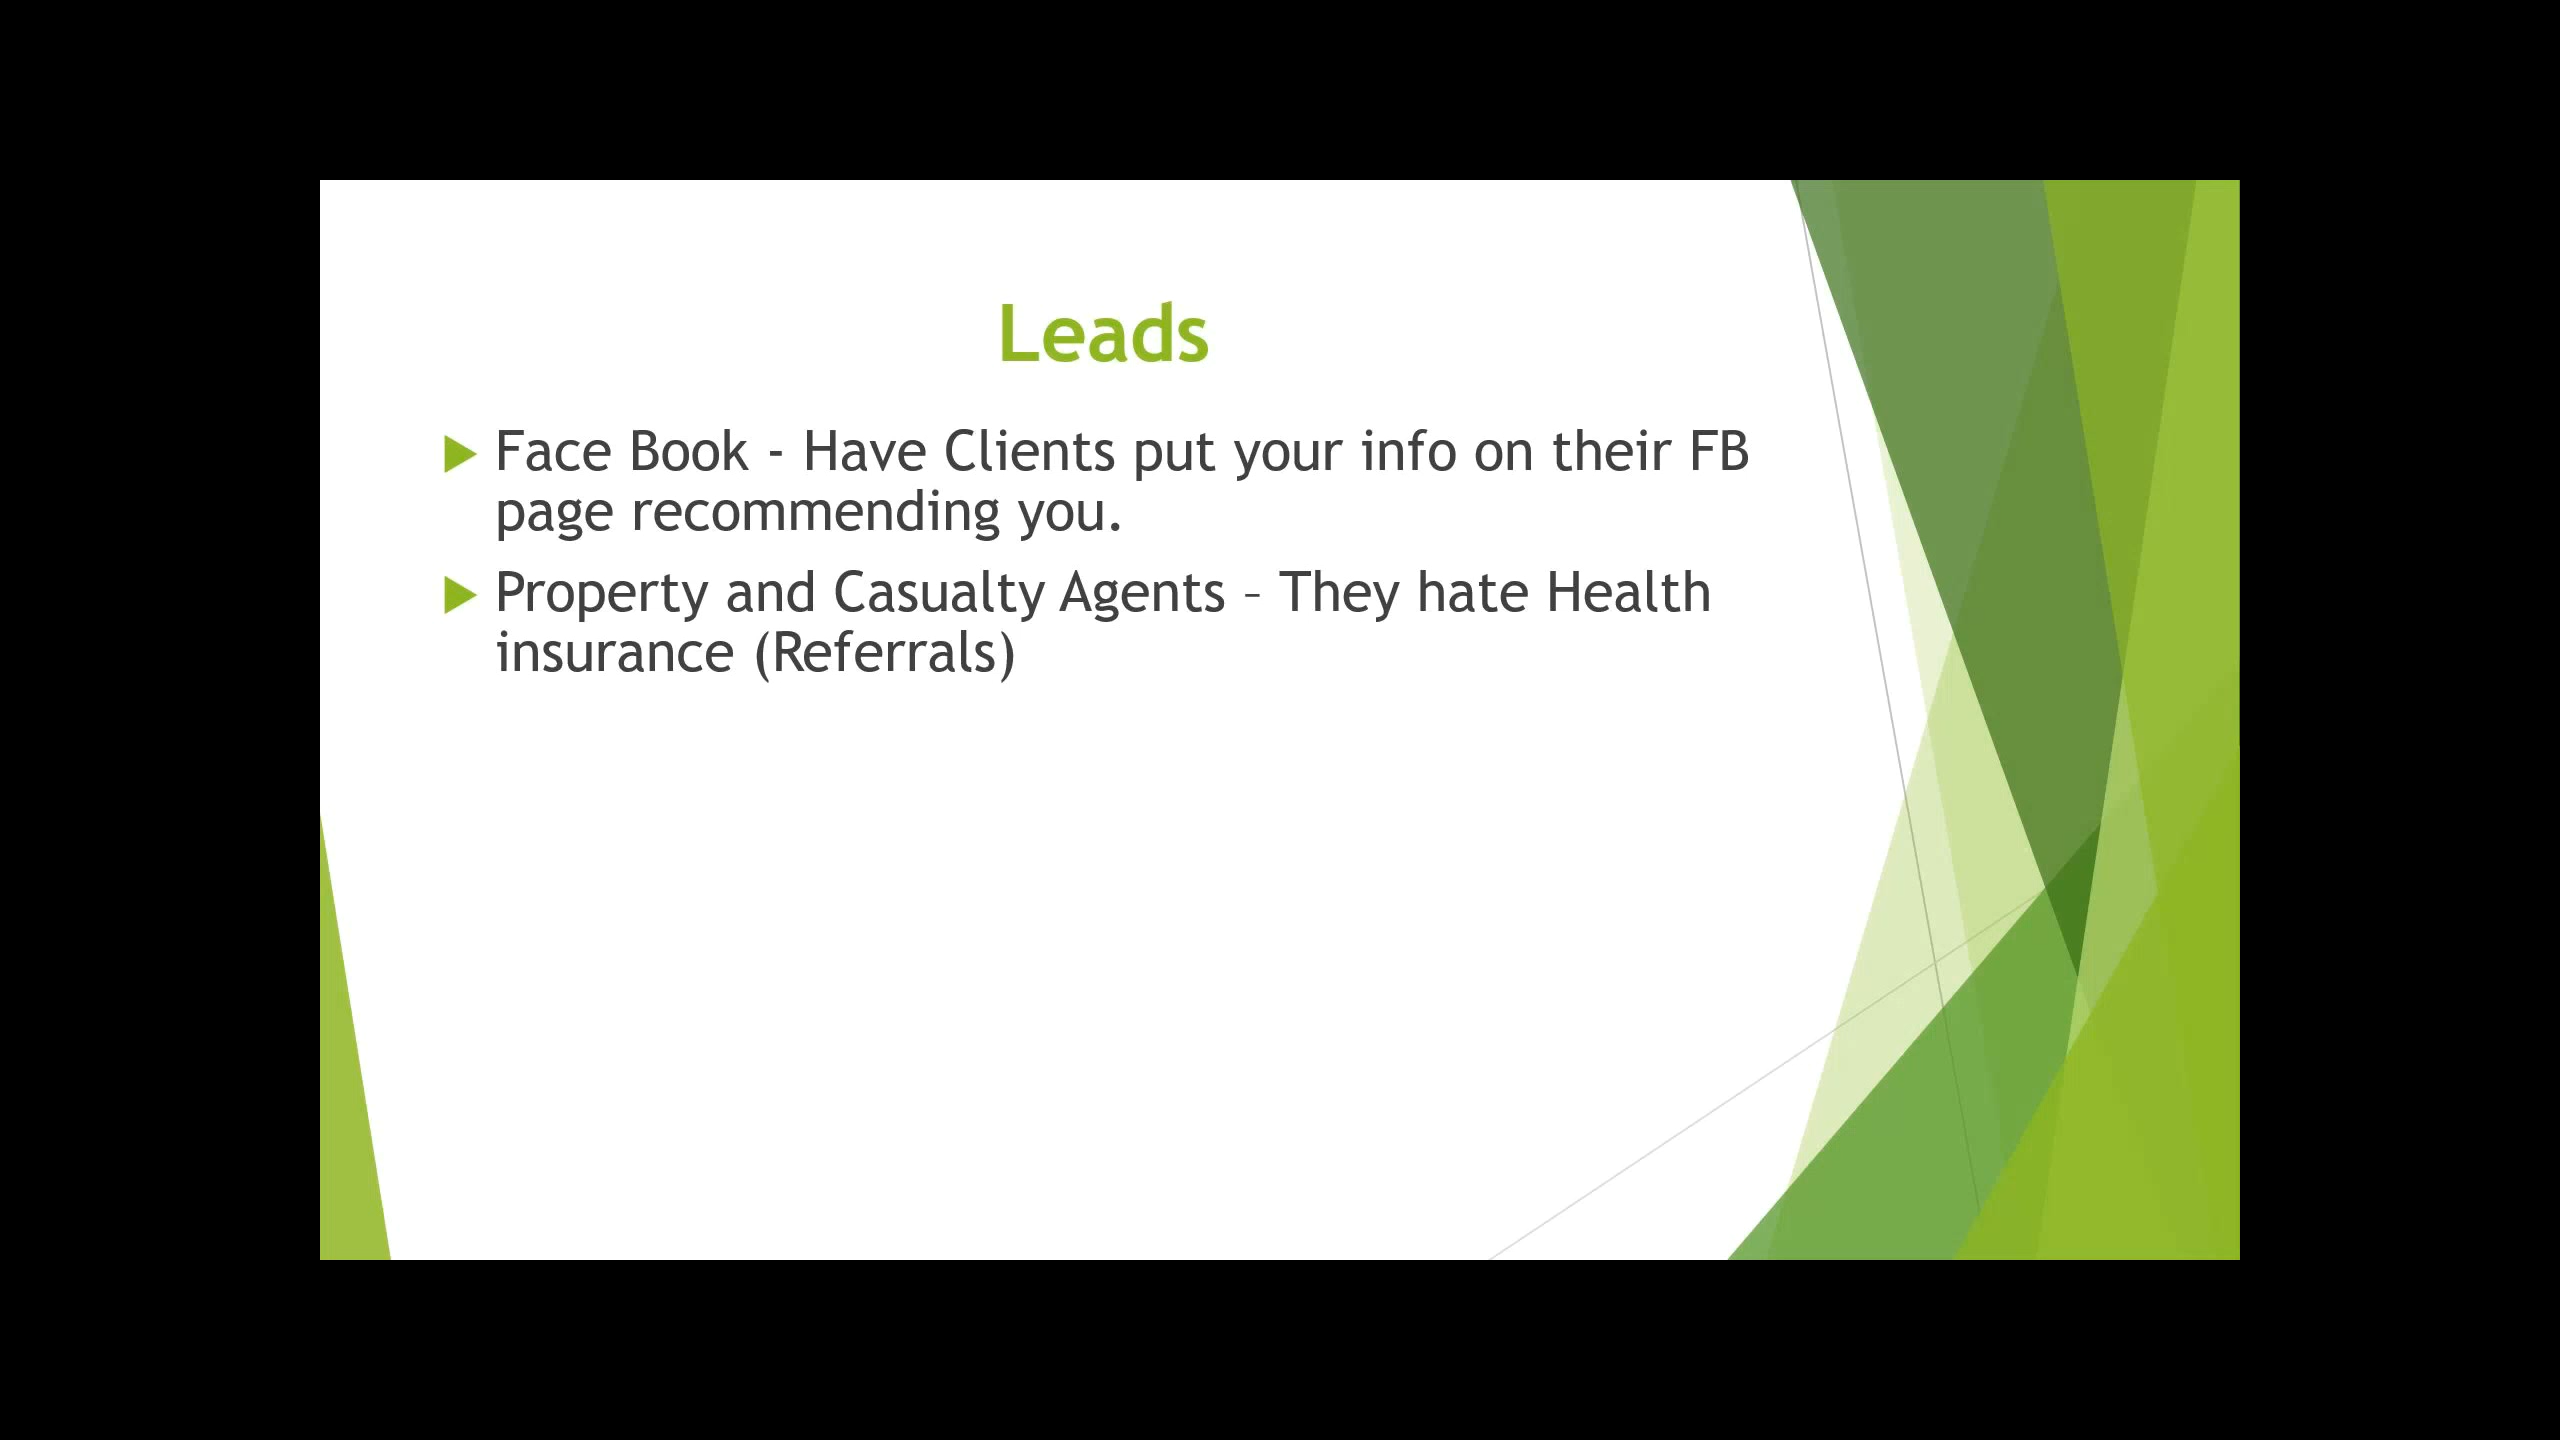 Leads
Face Book - Have Clients put your info on their FB
page recommending you.
Property and Casualty Agents – They hate Health
insurance (Referrals)